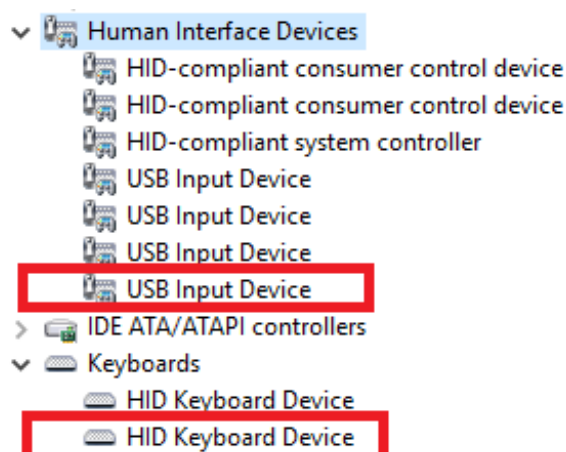 Human Interface Devices
HID-compliant consumer control device
HID-compliant consumer control device
HID-compliant system controller
USB Input Device
USB Input Device
USB Input Device
USB Input Device
IDE ATA/ATAPI controllers
Keyboards
HID Keyboard Device
HID Keyboard Device